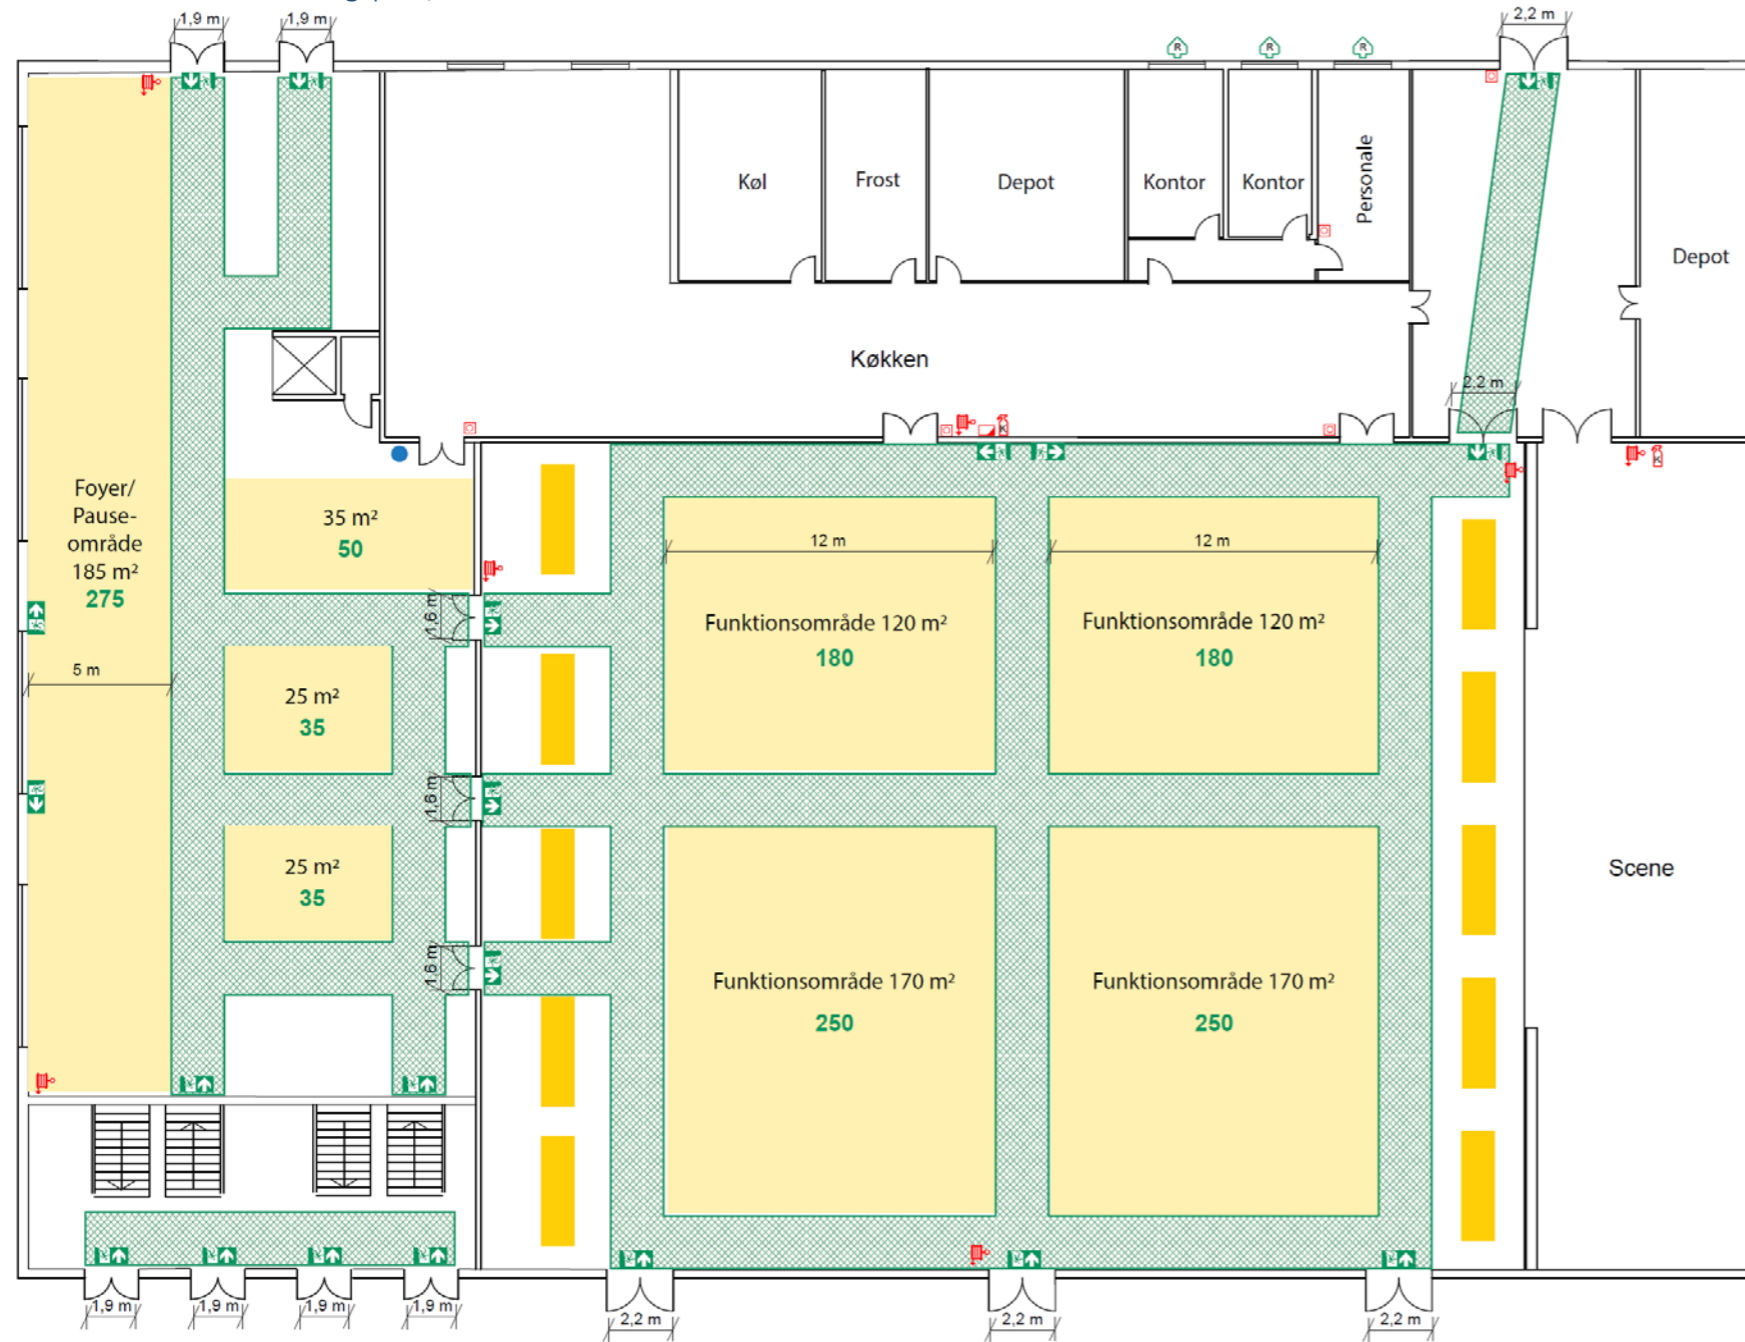 1,9 m
1,9 m
2,2 m
R
R
R
Køl
Frost
Depot
Kontor
Kontor
Personale
Depot
Køkken
2,2 m
K
K
Foyer/
Pause-
område
185 m²
275
35 m²
50
12 m
12 m
1,6 m
Funktionsområde 120 m²
180
Funktionsområde 120 m²
180
5 m
25 m²
35
1,6 m
25 m²
35
Scene
1,6 m
Funktionsområde 170 m²
250
Funktionsområde 170 m²
250
1,9 m
1,9 m
1,9 m
1,9 m
2,2 m
2,2 m
2,2 m